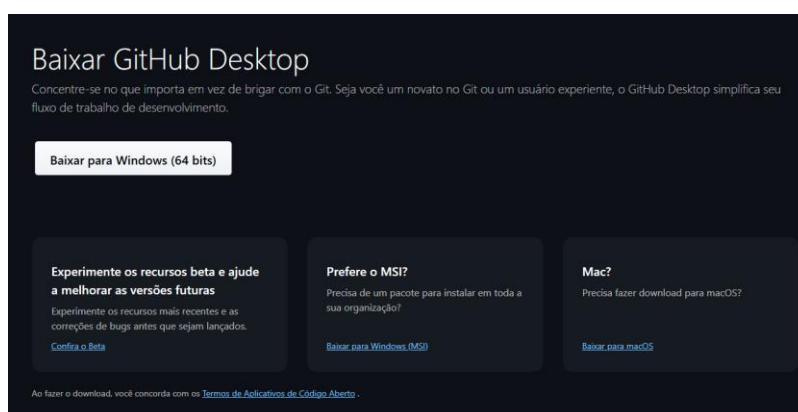 Baixar GitHub Desktop
Concentre-se no que importa em vez de brigar com o Git. Seja você um novato no Git ou um usuário experiente, o GitHub Desktop simplifica seu
fluxo de trabalho de desenvolvimento.
Baixar para Windows (64 bits)
Experimente os recursos beta e ajude
a melhorar as versões futuras
Experimente os recursos mais recentes e as
correções de bugs antes que sejam lançados.
Confira o Beta
Prefere o MSI?
Precisa de um pacote para instalar em toda a
sua organização?
Baixar para Windows (MSI)
Mac?
Precisa fazer download para macOS?
Baixar para macOS
Ao fazer o download, você concorda com os Termos de Aplicativos de Código Aberto .